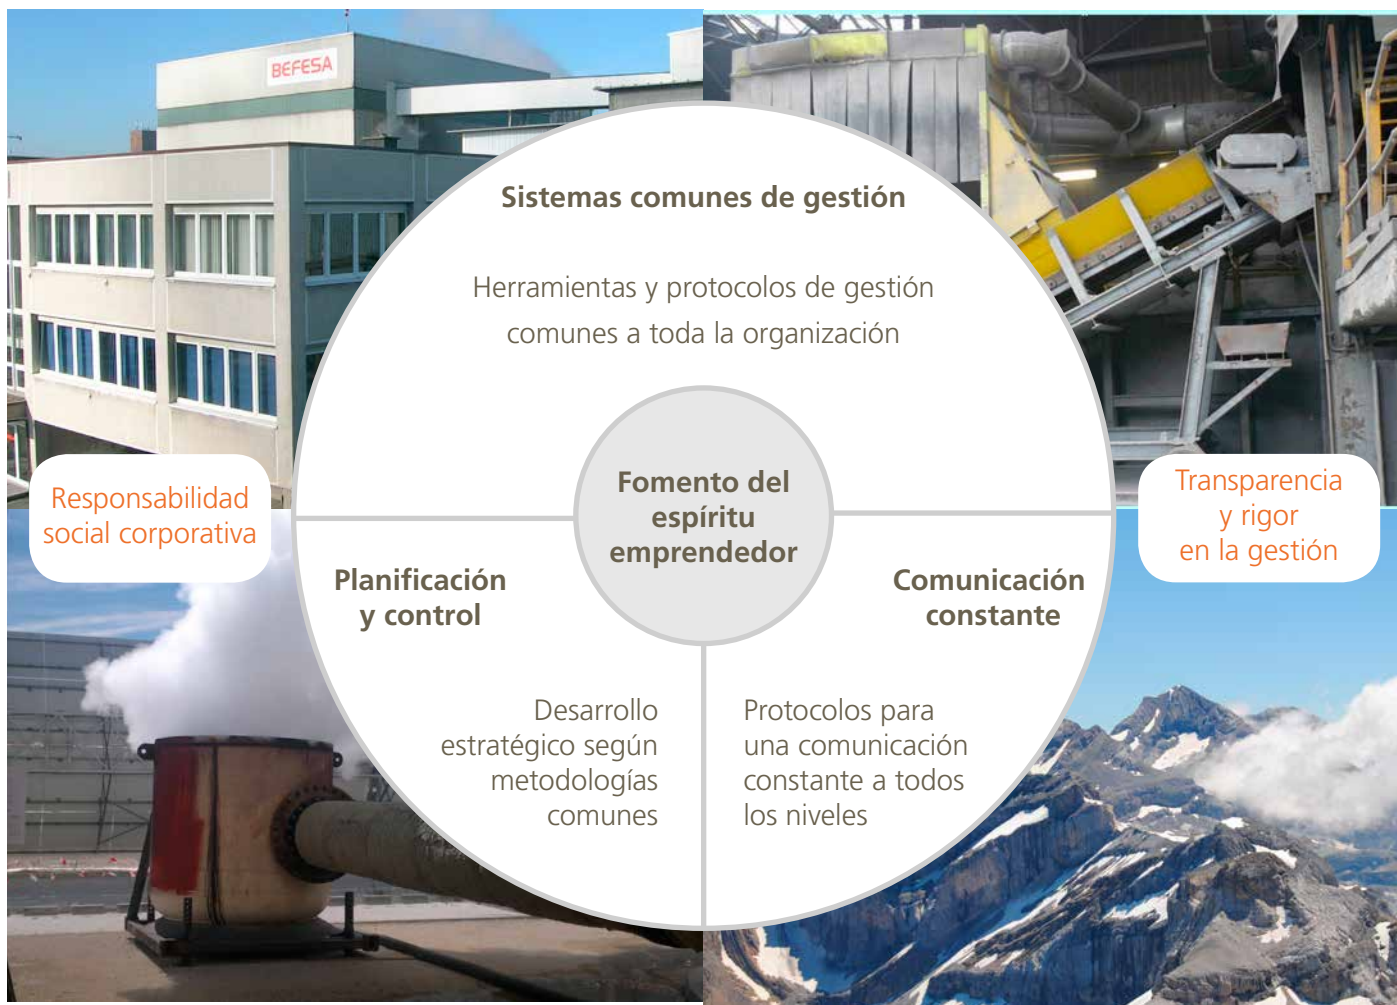 BEFESA
Sistemas comunes de gestión
Herramientas y protocolos de gestión
comunes a toda la organización
Fomento del
espíritu
emprendedor
Responsabilidad
social corporativa
Transparencia
y rigor
en la gestión
Planificación
y control
Desarrollo
estratégico según
metodologías
comunes
Comunicación
constante
Protocolos para
una comunicación
constante a todos
los niveles